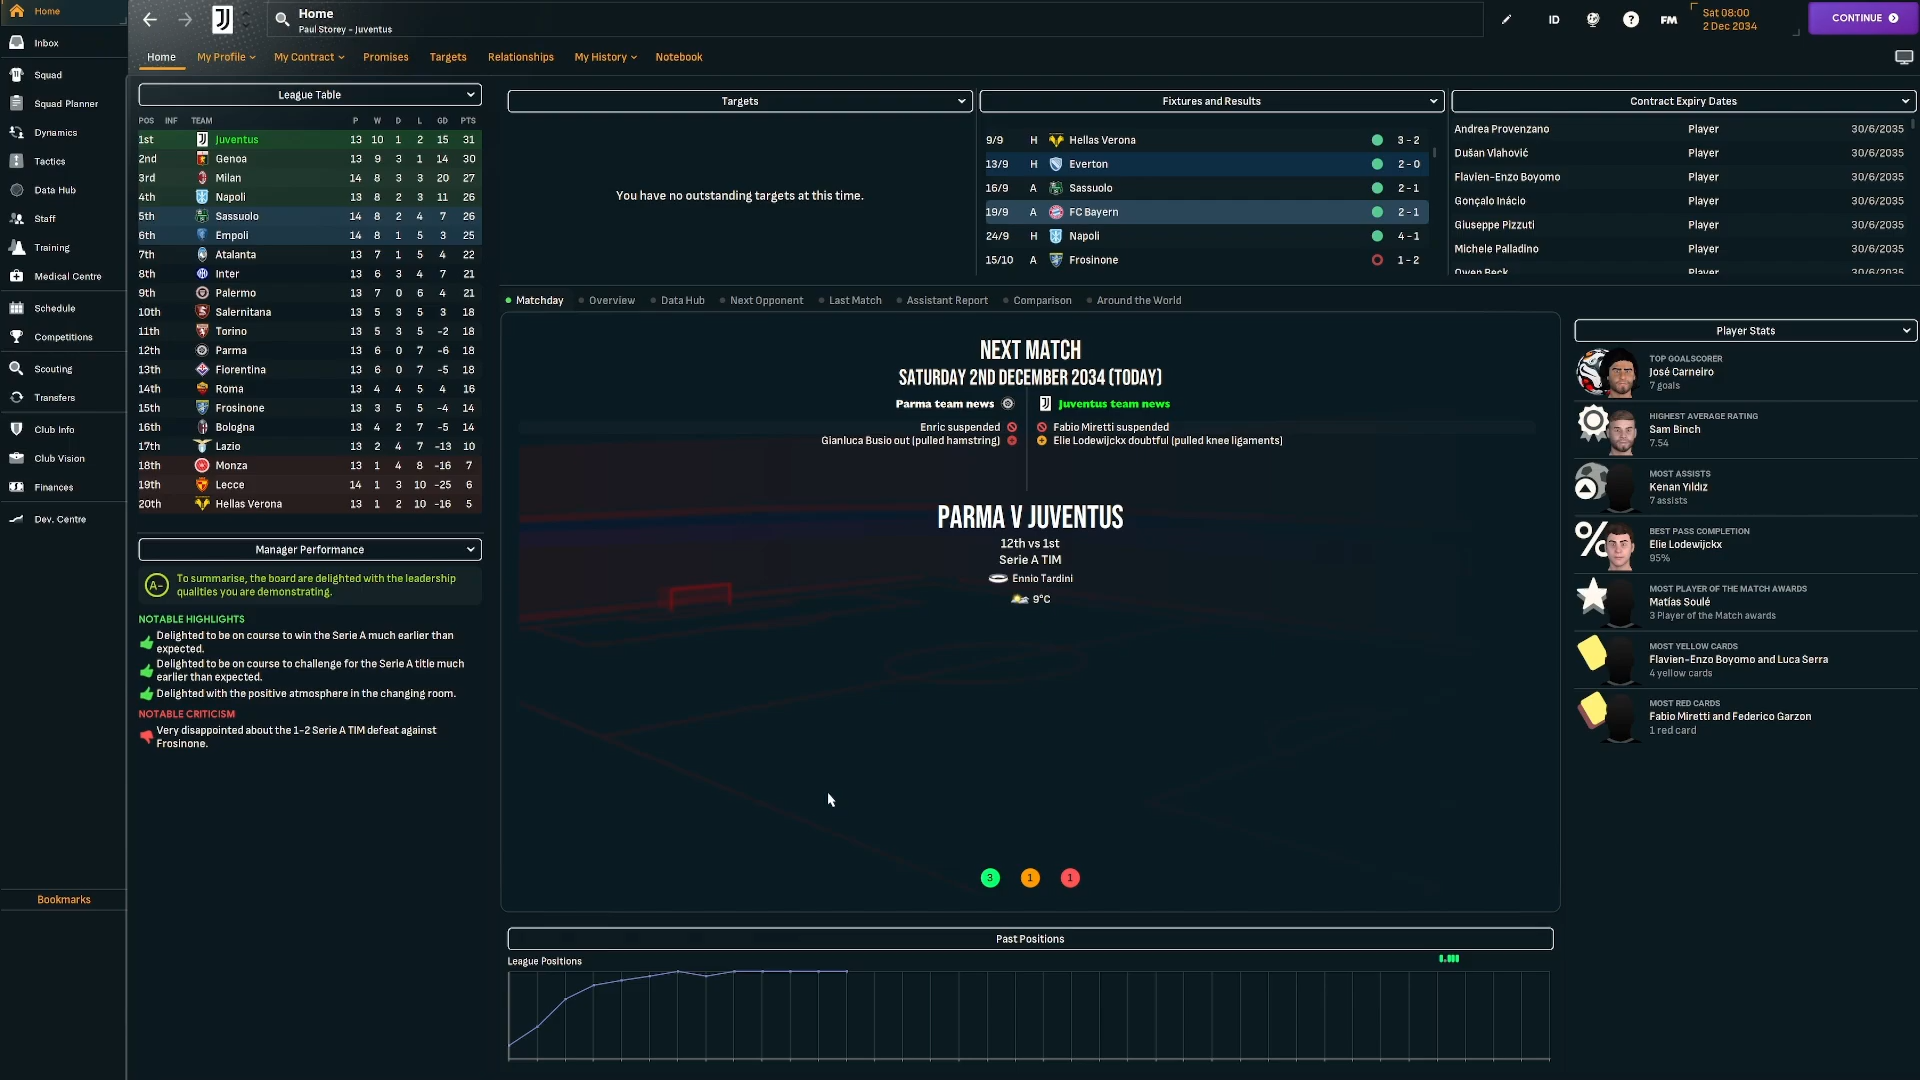 Home
Inbox
Squad
Squad Planner
Dynamics
Tactics
Data Hub
Staff
Training
Medical Centre
Schedule
Competitions
Scouting
Transfers
Club Info
Club Vision
Finances
Dev. Centre
Bookmarks
Home
Paul Storey - Juventus
ID
FM
Sat 08:00
2 Dec 2034
CONTINUE
Home My Profile My Contract Promises Targets Relationships My History Notebook
League Table
POS INF TEAM P W D L GD PTS
1st Juventus 13 10 1 2 15 31
2nd Genoa 13 9 3 1 14 30
3rd Milan 14 8 3 3 20 27
4th Napoli 13 8 2 3 11 26
5th Sassuolo 14 8 2 4 7 26
6th Empoli 14 8 1 5 3 25
7th Atalanta 13 7 1 5 4 22
8th Inter 13 6 3 4 7 21
9th Palermo 13 7 0 6 4 21
10th Salernitana 13 5 3 5 3 18
11th Torino 13 5 3 5 -2 18
12th Parma 13 6 0 7 -6 18
13th Fiorentina 13 6 0 7 -5 18
14th Roma 13 4 4 5 4 16
15th Frosinone 13 3 5 5 -4 14
16th Bologna 13 4 2 7 -5 14
17th Lazio 13 2 4 7 -13 10
18th Monza 13 1 4 8 -16 7
19th Lecce 14 1 3 10 -25 6
20th Hellas Verona 13 1 2 10 -16 5
Manager Performance
A-
To summarise, the board are delighted with the leadership
qualities you are demonstrating.
NOTABLE HIGHLIGHTS
Delighted to be on course to win the Serie A much earlier than
expected.
Delighted to be on course to challenge for the Serie A title much
earlier than expected.
Delighted with the positive atmosphere in the changing room.
NOTABLE CRITICISM
Very disappointed about the 1-2 Serie A TIM defeat against
Frosinone.
Targets
You have no outstanding targets at this time.
Fixtures and Results
9/9 H Hellas Verona 3 - 2
13/9 H Everton 2 - 0
16/9 A Sassuolo 2 - 1
19/9 A FC Bayern 2 - 1
24/9 H Napoli 4 - 1
15/10 A Frosinone 1 - 2
Contract Expiry Dates
Andrea Provenzano Player 30/6/2035
Dušan Vlahović Player 30/6/2035
Flavien-Enzo Boyomo Player 30/6/2035
Gonçalo Inácio Player 30/6/2035
Giuseppe Pizzuti Player 30/6/2035
Michele Palladino Player 30/6/2035
Owen Beck Player 30/6/2035
Matchday Overview Data Hub Next Opponent Last Match Assistant Report Comparison Around the World
NEXT MATCH
SATURDAY 2ND DECEMBER 2034 (TODAY)
Parma team news Juventus team news
Enric suspended Fabio Miretti suspended
Gianluca Busio out (pulled hamstring) Elie Lodewijckx doubtful (pulled knee ligaments)
PARMA V JUVENTUS
12th vs 1st
Serie A TIM
Ennio Tardini
9°C
3 1 1
Player Stats
TOP GOALSCORER
José Carneiro
7 goals
HIGHEST AVERAGE RATING
Sam Binch
7.54
MOST ASSISTS
Kenan Yıldız
7 assists
BEST PASS COMPLETION
%
Elie Lodewijckx
95%
MOST PLAYER OF THE MATCH AWARDS
Matías Soulé
3 Player of the Match awards
MOST YELLOW CARDS
Flavien-Enzo Boyomo and Luca Serra
4 yellow cards
MOST RED CARDS
Fabio Miretti and Federico Garzon
1 red card
Past Positions
League Positions